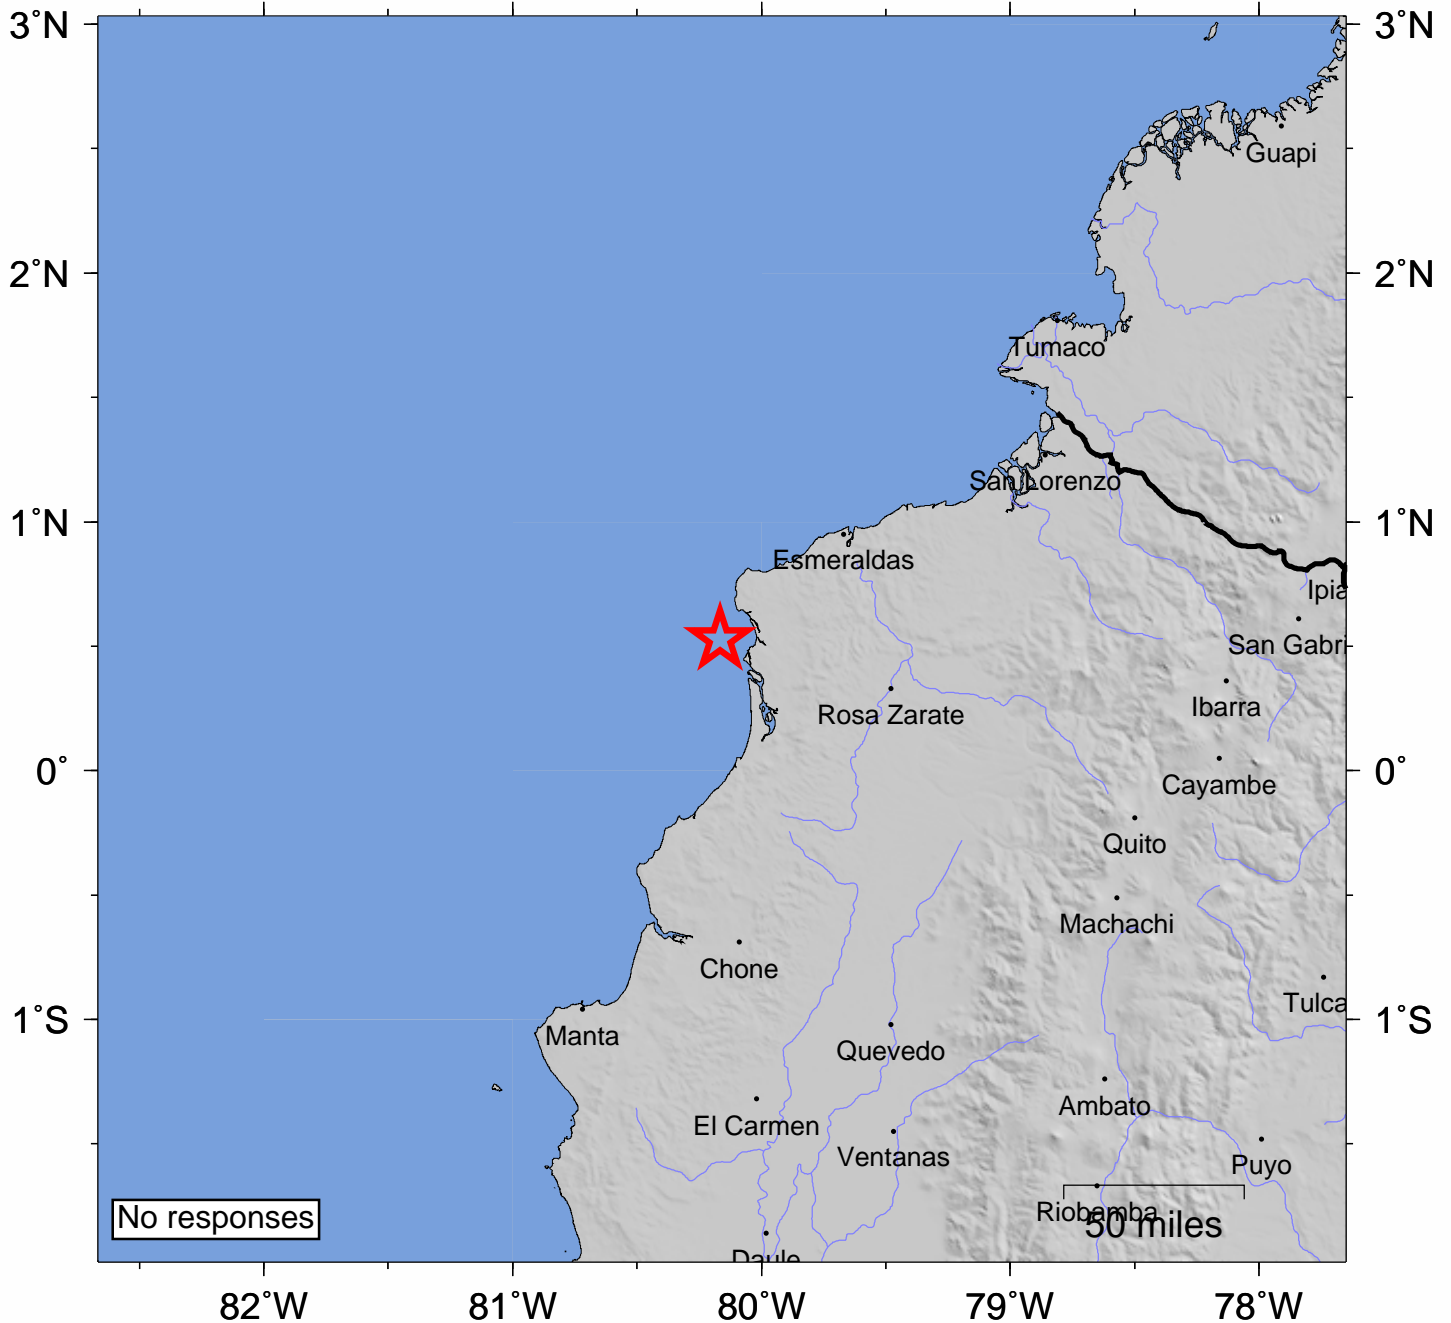 3°N
3°N
Guapi
2°N
2°N
Tumaco
San Lorenzo
1°N
1°N
Esmeraldas
Ipia
San Gabri
Ibarra
Rosa Zarate
0°
0°
Cayambe
Quito
Machachi
Chone
Tulca
1°S
1°S
Manta
Quevedo
Ambato
El Carmen
Ventanas
Puyo
Riobamba
50 miles
No responses
Daule
82°W
81°W
80°W
79°W
78°W